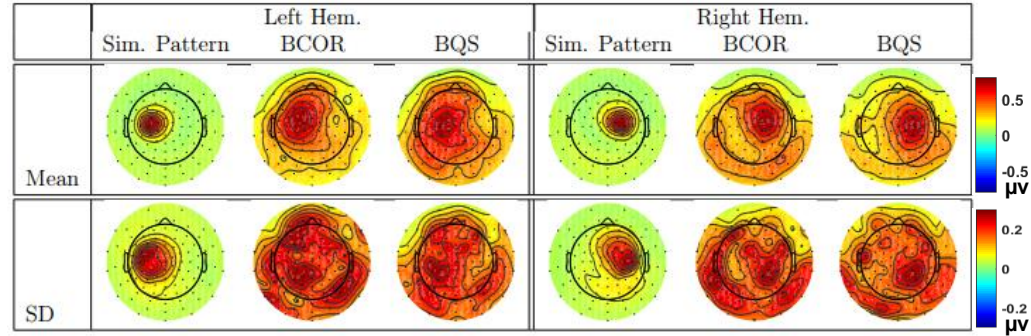 Left Hem. Right Hem.
Sim. Pattern BCOR BQS Sim. Pattern BCOR BQS
Mean
0.5
0
-0.5
μv
SD
0.2
0
-0.2
μv